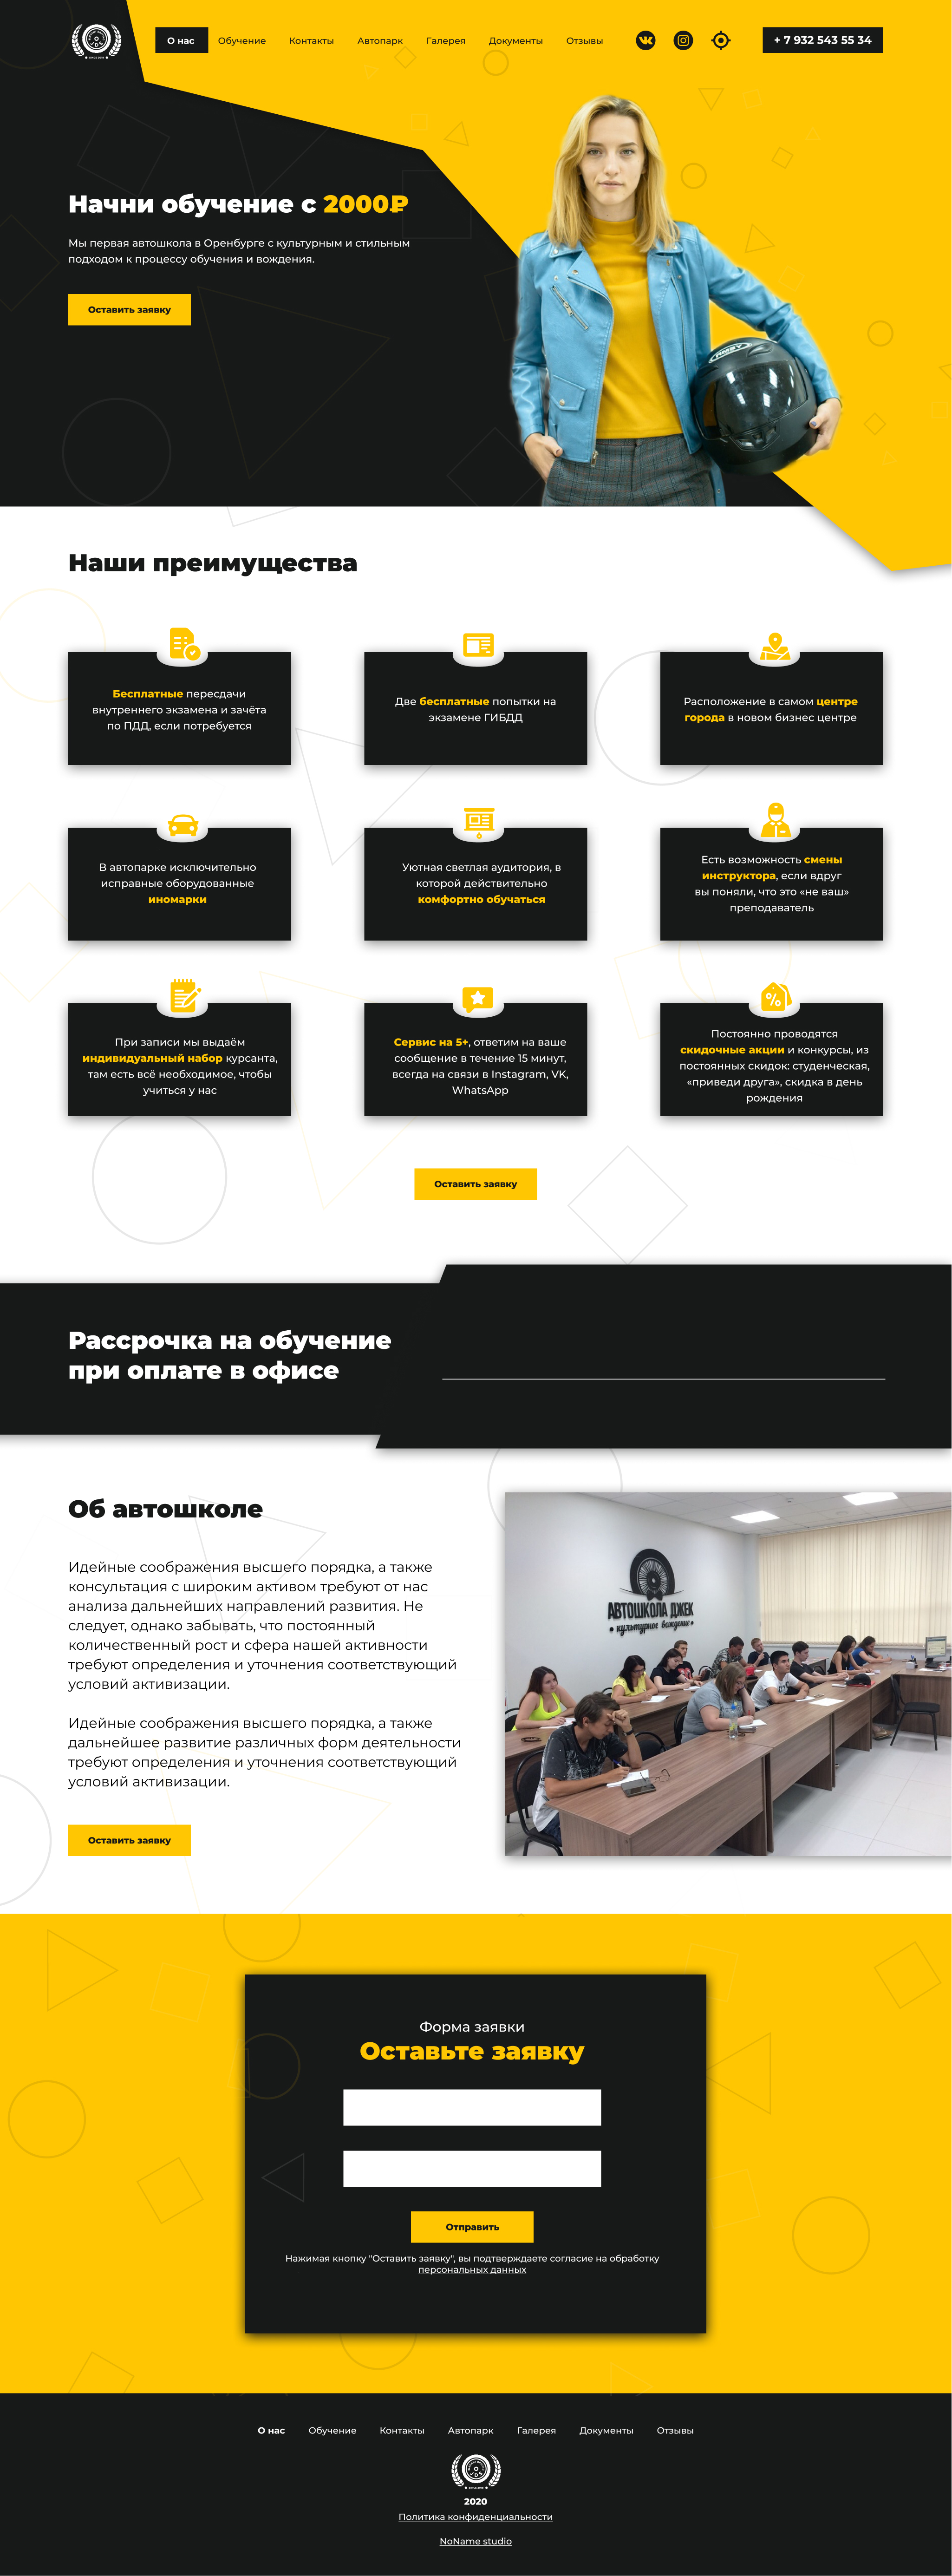 О нас
Обучение
Контакты
Автопарк
Галерея
Документы
Отзывы
+ 7 932 543 55 34
Начни обучение с 2000₽
Мы первая автошкола в Оренбурге с культурным и стильным
подходом к процессу обучения и вождения.
Оставить заявку
Наши преимущества
Бесплатные пересдачи
внутреннего экзамена и зачёта
по ПДД, если потребуется
Две бесплатные попытки на
экзамене ГИБДД
Расположение в самом центре
города в новом бизнес центре
В автопарке исключительно
исправные оборудованные
иномарки
Уютная светлая аудитория, в
которой действительно
комфортно обучаться
Есть возможность смены
инструктора, если вдруг
вы поняли, что это «не ваш»
преподаватель
При записи мы выдаём
индивидуальный набор курсанта,
там есть всё необходимое, чтобы
учиться у нас
Сервис на 5+, ответим на ваше
сообщение в течение 15 минут,
всегда на связи в Instagram, VK,
WhatsApp
Постоянно проводятся
скидочные акции и конкурсы, из
постоянных скидок: студенческая,
«приведи друга», скидка в день
рождения
Оставить заявку
Рассрочка на обучение
при оплате в офисе
Об автошколе
Идейные соображения высшего порядка, а также
консультация с широким активом требуют от нас
анализа дальнейших направлений развития. Не
следует, однако забывать, что постоянный
количественный рост и сфера нашей активности
требуют определения и уточнения соответствующий
условий активизации.
Идейные соображения высшего порядка, а также
дальнейшее развитие различных форм деятельности
требуют определения и уточнения соответствующий
условий активизации.
Оставить заявку
АВТОШКОЛА ДЖЕК
культурное вождение
Форма заявки
Оставьте заявку
Отправить
Нажимая кнопку "Оставить заявку", вы подтверждаете согласие на обработку
персональных данных
О нас
Обучение
Контакты
Автопарк
Галерея
Документы
Отзывы
2020
Политика конфиденциальности
NoName studio